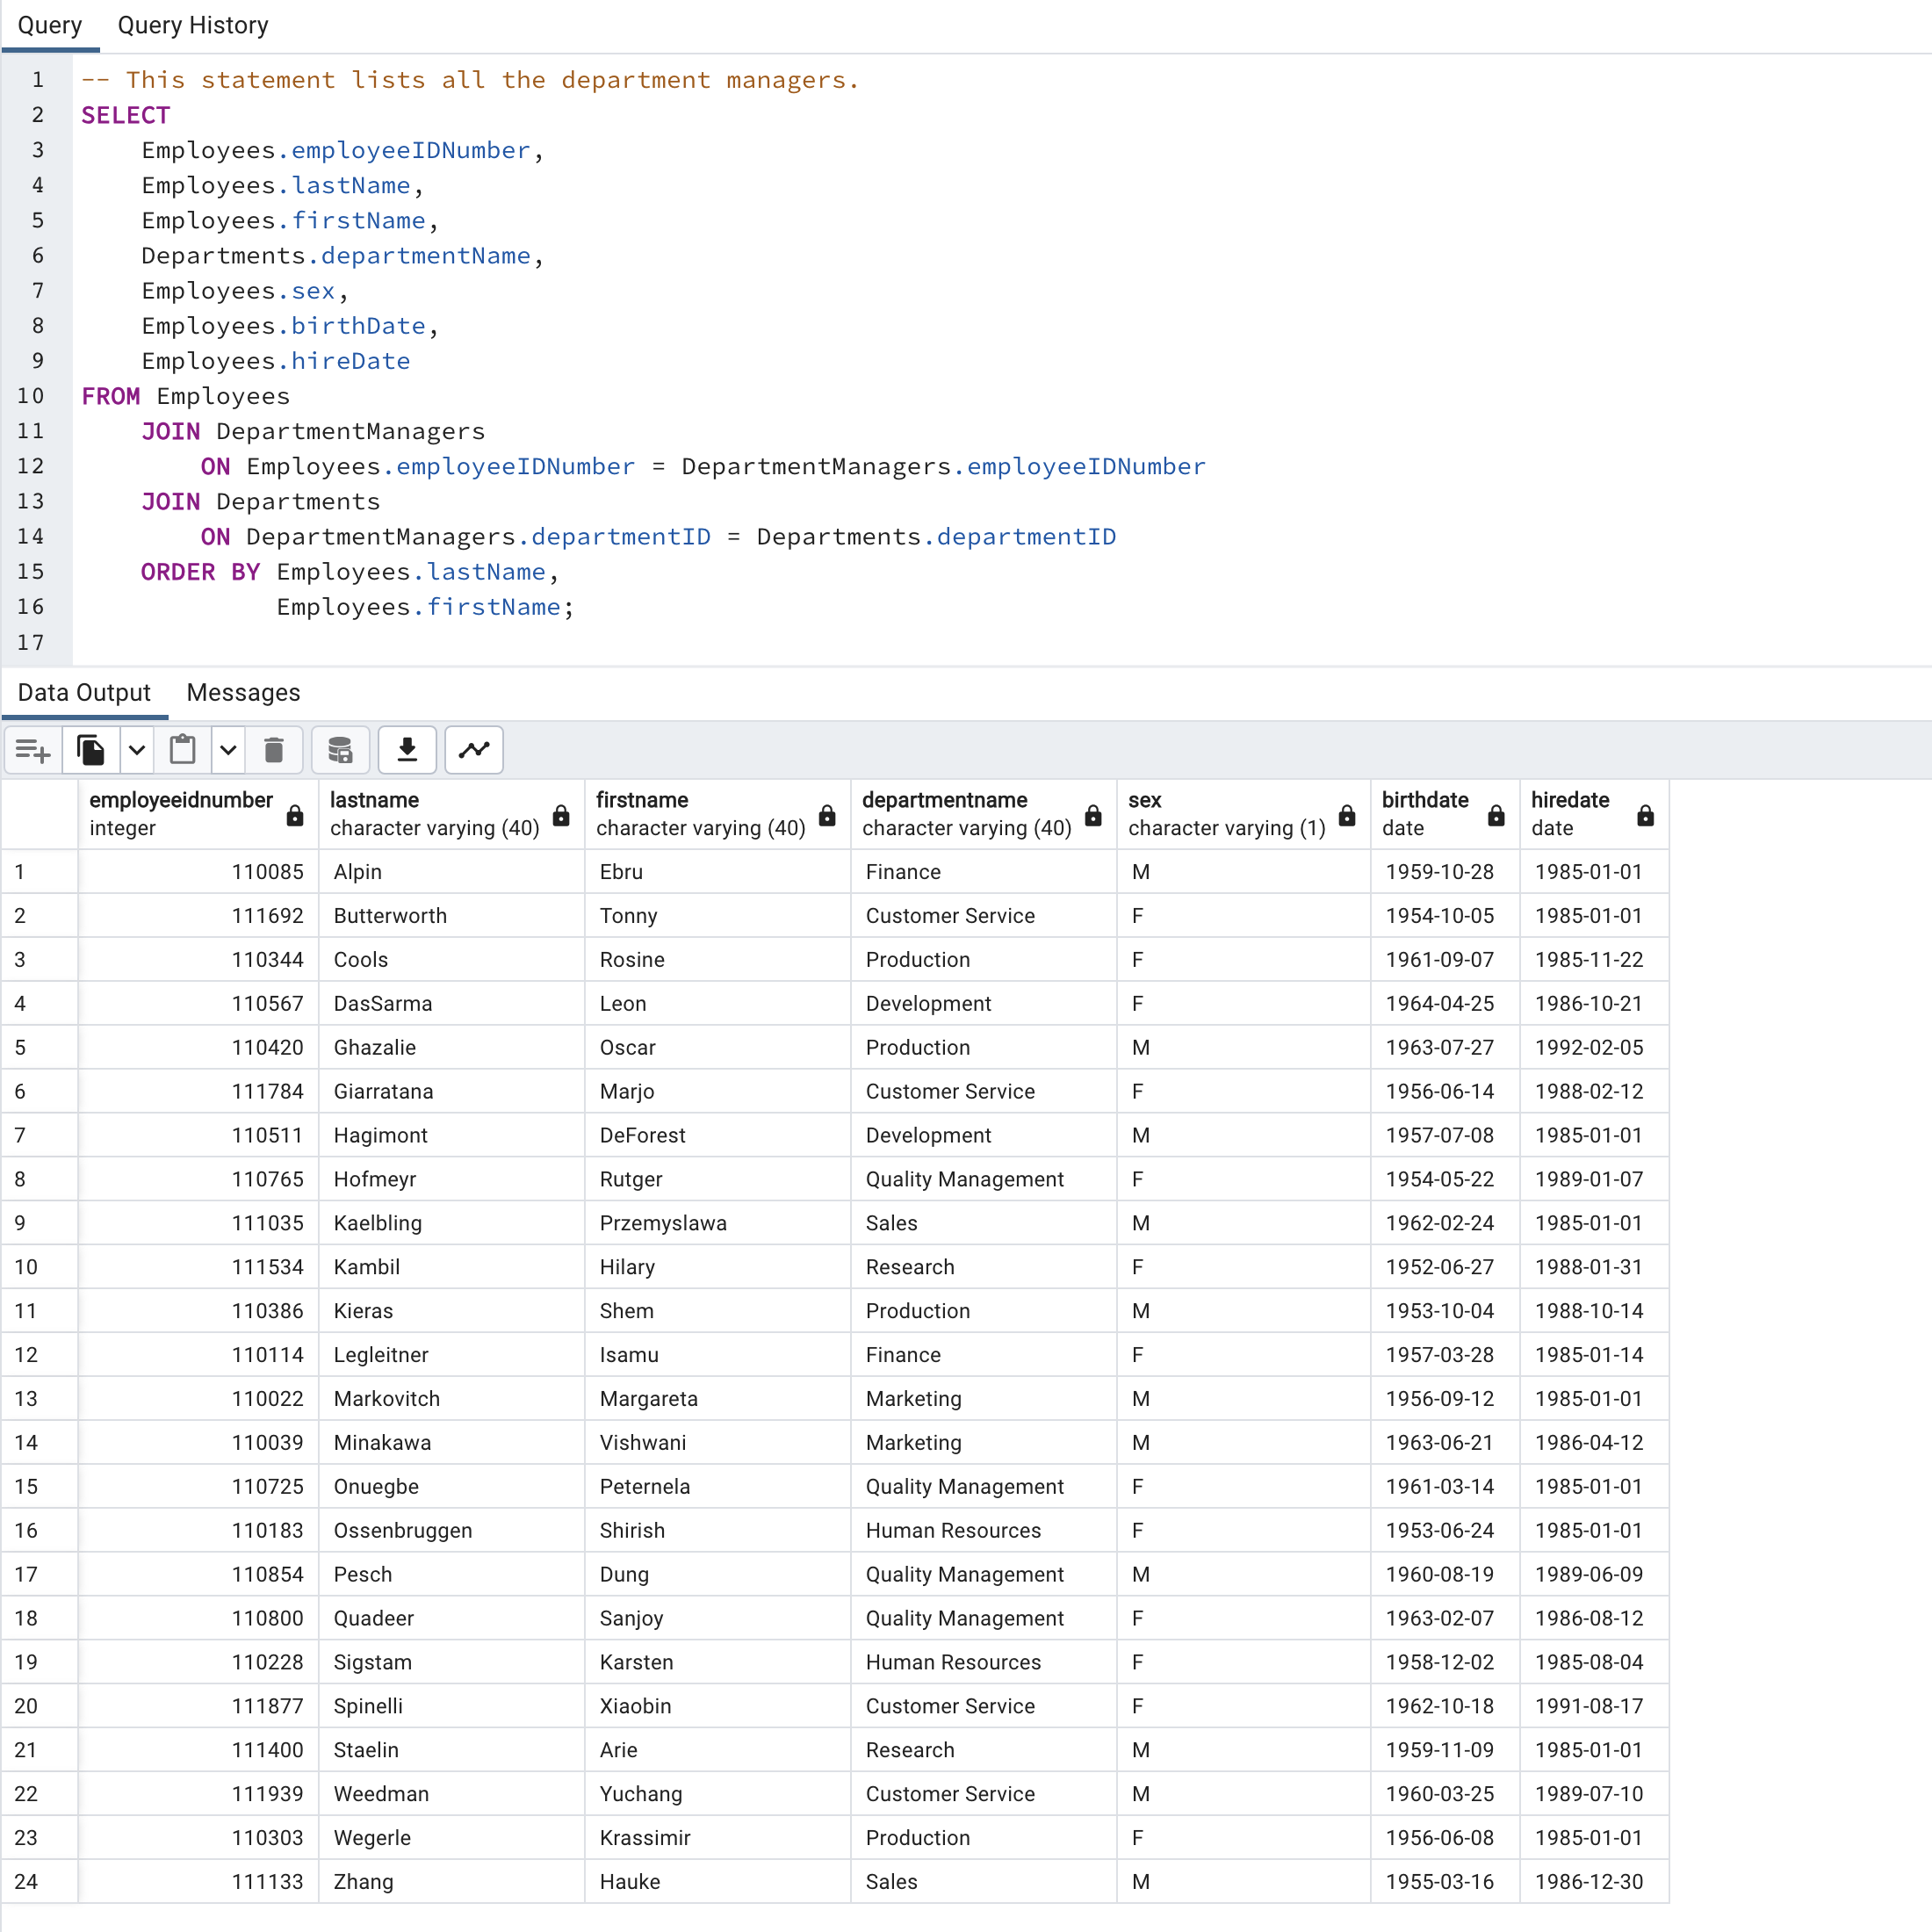 Query Query History
1 -- This statement lists all the department managers.
2 SELECT
3 Employees.employeeIDNumber,
4 Employees.lastName,
5 Employees.firstName,
6 Departments.departmentName,
7 Employees.sex,
8 Employees.birthDate,
9 Employees.hireDate
10 FROM Employees
11 JOIN DepartmentManagers
12 ON Employees.employeeIDNumber = DepartmentManagers.employeeIDNumber
13 JOIN Departments
14 ON DepartmentManagers.departmentID = Departments.departmentID
15 ORDER BY Employees.lastName,
16 Employees.firstName;
17
Data Output Messages
employeeidnumber lastname firstname departmentname sex birthdate hiredate
integer character varying (40) character varying (40) character varying (40) character varying (1) date date
1 110085 Alpin Ebru Finance M 1959-10-28 1985-01-01
2 111692 Butterworth Tonny Customer Service F 1954-10-05 1985-01-01
3 110344 Cools Rosine Production F 1961-09-07 1985-11-22
4 110567 DasSarma Leon Development F 1964-04-25 1986-10-21
5 110420 Ghazalie Oscar Production M 1963-07-27 1992-02-05
6 111784 Giarratana Marjo Customer Service F 1956-06-14 1988-02-12
7 110511 Hagimont DeForest Development M 1957-07-08 1985-01-01
8 110765 Hofmeyr Rutger Quality Management F 1954-05-22 1989-01-07
9 111035 Kaelbling Przemyslawa Sales M 1962-02-24 1985-01-01
10 111534 Kambil Hilary Research F 1952-06-27 1988-01-31
11 110386 Kieras Shem Production M 1953-10-04 1988-10-14
12 110114 Legleitner Isamu Finance F 1957-03-28 1985-01-14
13 110022 Markovitch Margareta Marketing M 1956-09-12 1985-01-01
14 110039 Minakawa Vishwani Marketing M 1963-06-21 1986-04-12
15 110725 Onuegbe Peternela Quality Management F 1961-03-14 1985-01-01
16 110183 Ossenbruggen Shirish Human Resources F 1953-06-24 1985-01-01
17 110854 Pesch Dung Quality Management M 1960-08-19 1989-06-09
18 110800 Quadeer Sanjoy Quality Management F 1963-02-07 1986-08-12
19 110228 Sigstam Karsten Human Resources F 1958-12-02 1985-08-04
20 111877 Spinelli Xiaobin Customer Service F 1962-10-18 1991-08-17
21 111400 Staelin Arie Research M 1959-11-09 1985-01-01
22 111939 Weedman Yuchang Customer Service M 1960-03-25 1989-07-10
23 110303 Wegerle Krassimir Production F 1956-06-08 1985-01-01
24 111133 Zhang Hauke Sales M 1955-03-16 1986-12-30